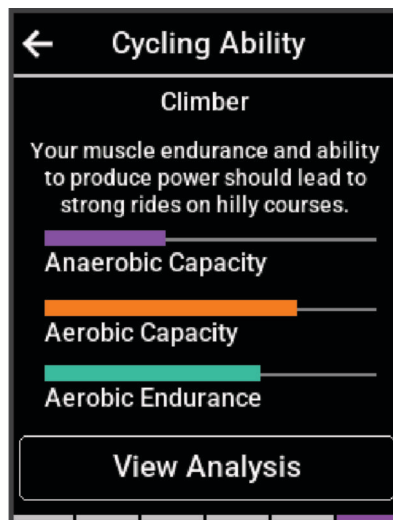 Cycling Ability
Climber
Your muscle endurance and ability
to produce power should lead to
strong rides on hilly courses.
Anaerobic Capacity
Aerobic Capacity
Aerobic Endurance
View Analysis